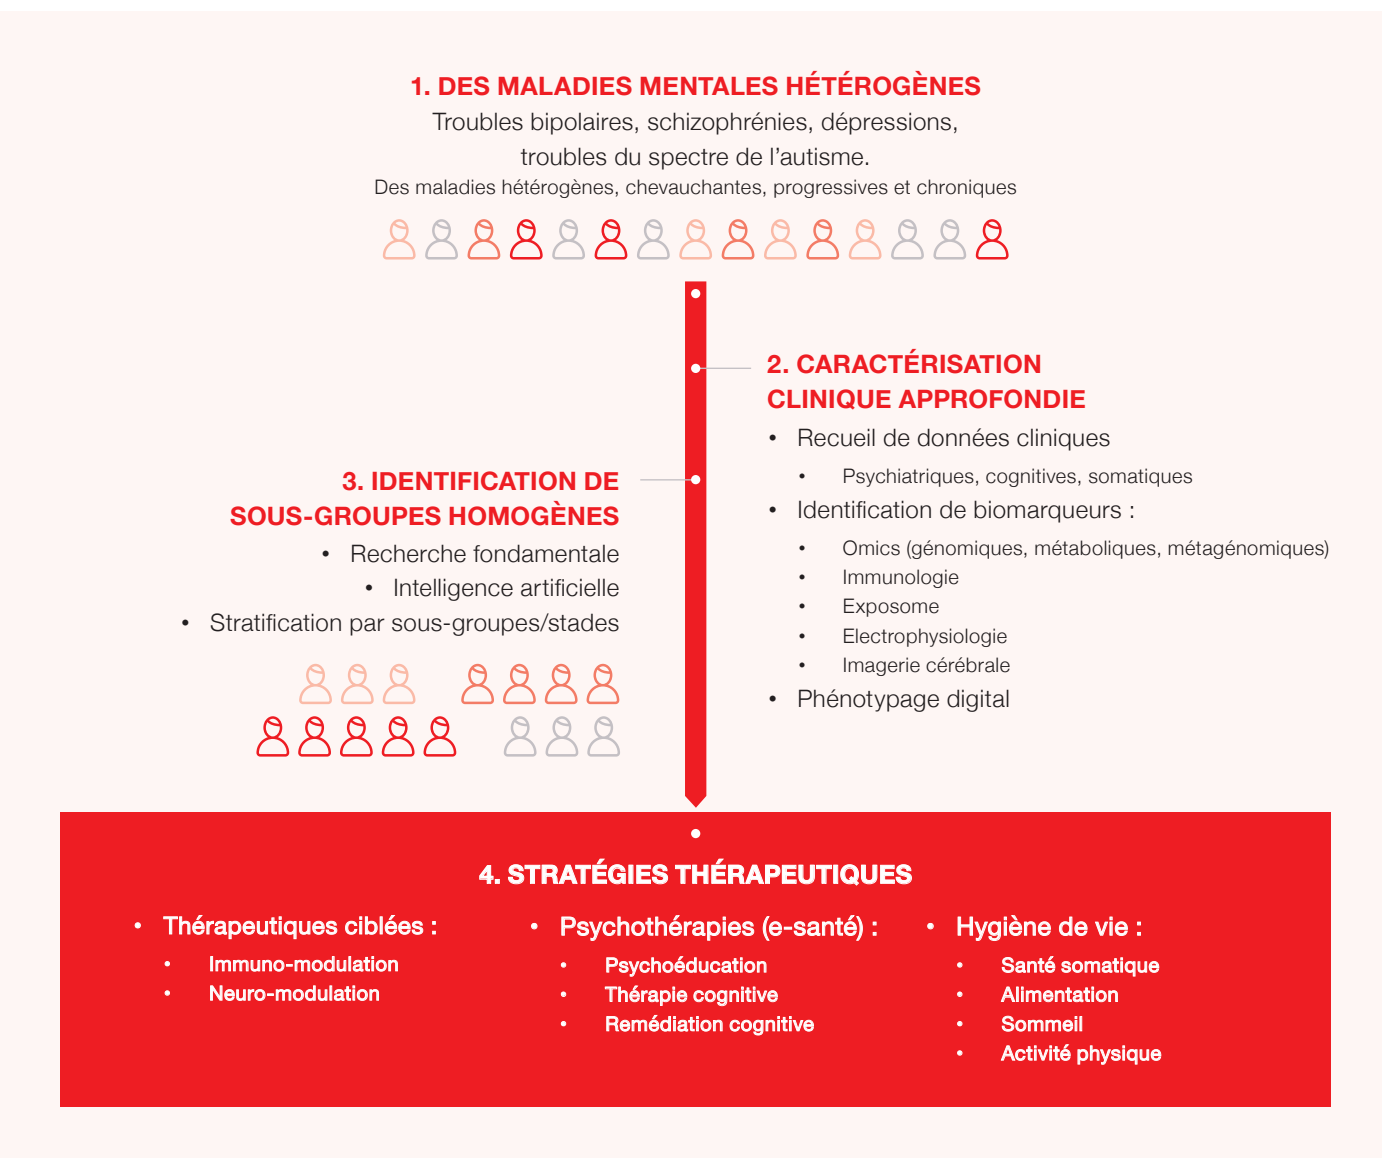 1. DES MALADIES MENTALES HÉTÉROGÈNES
Troubles bipolaires, schizophrénies, dépressions,
troubles du spectre de l’autisme.
Des maladies hétérogènes, chevauchantes, progressives et chroniques
2. CARACTÉRISATION
CLINIQUE APPROFONDIE
• Recueil de données cliniques
• Psychiatriques, cognitives, somatiques
• Identification de biomarqueurs :
• Omics (génomiques, métaboliques, métagénomiques)
• Immunologie
• Exposome
• Electrophysiologie
• Imagerie cérébrale
• Phénotypage digital
3. IDENTIFICATION DE
SOUS-GROUPES HOMOGÈNES
• Recherche fondamentale
• Intelligence artificielle
• Stratification par sous-groupes/stades
4. STRATÉGIES THÉRAPEUTIQUES
• Thérapeutiques ciblées :
• Immuno-modulation
• Neuro-modulation
• Psychothérapies (e-santé) :
• Psychoéducation
• Thérapie cognitive
• Remédiation cognitive
• Hygiène de vie :
• Santé somatique
• Alimentation
• Sommeil
• Activité physique